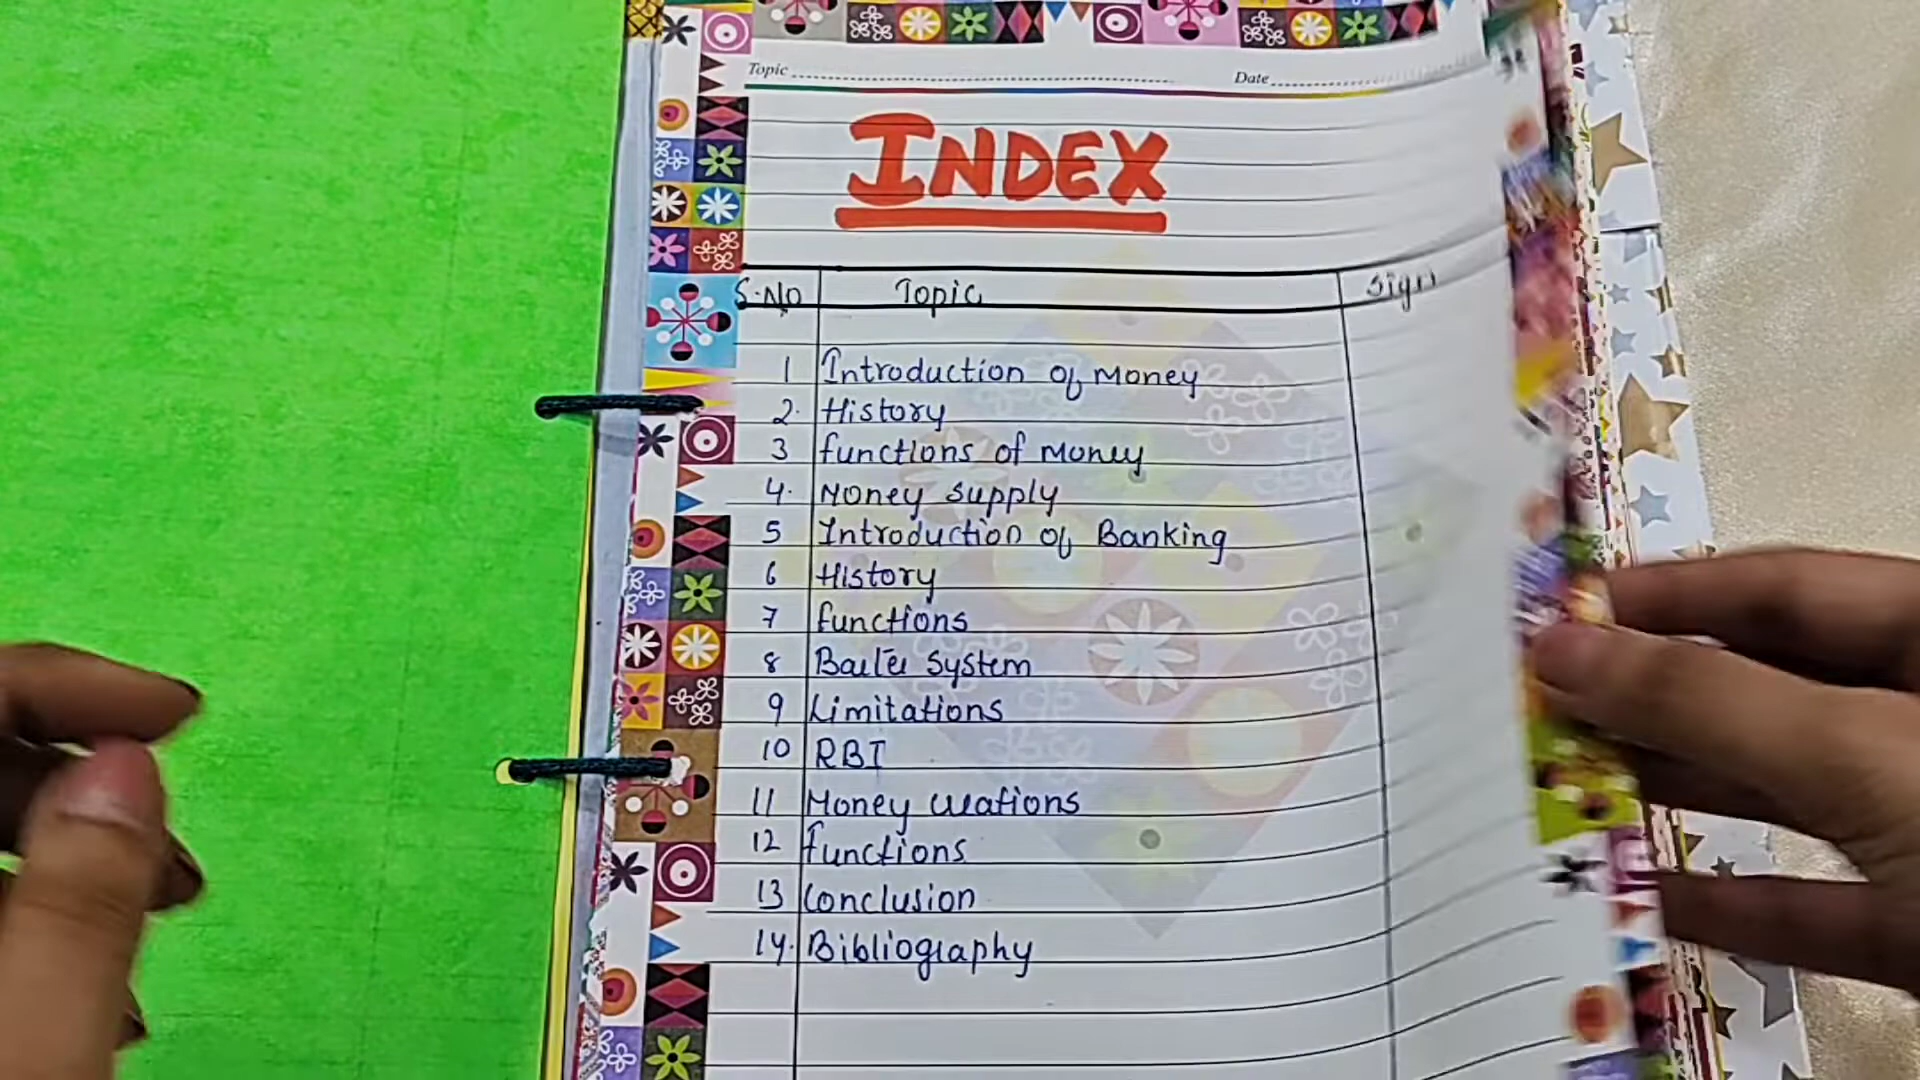 Topic Date
INDEX
S.No Topic Sign
1 Introduction of Money
2. History
3 functions of Money
4. Money supply
5 Introduction of Banking
6 History
7 functions
8 Barter System
9 Limitations
10 RBI
11 Money creations
12 functions
13 Conclusion
14. Bibliography